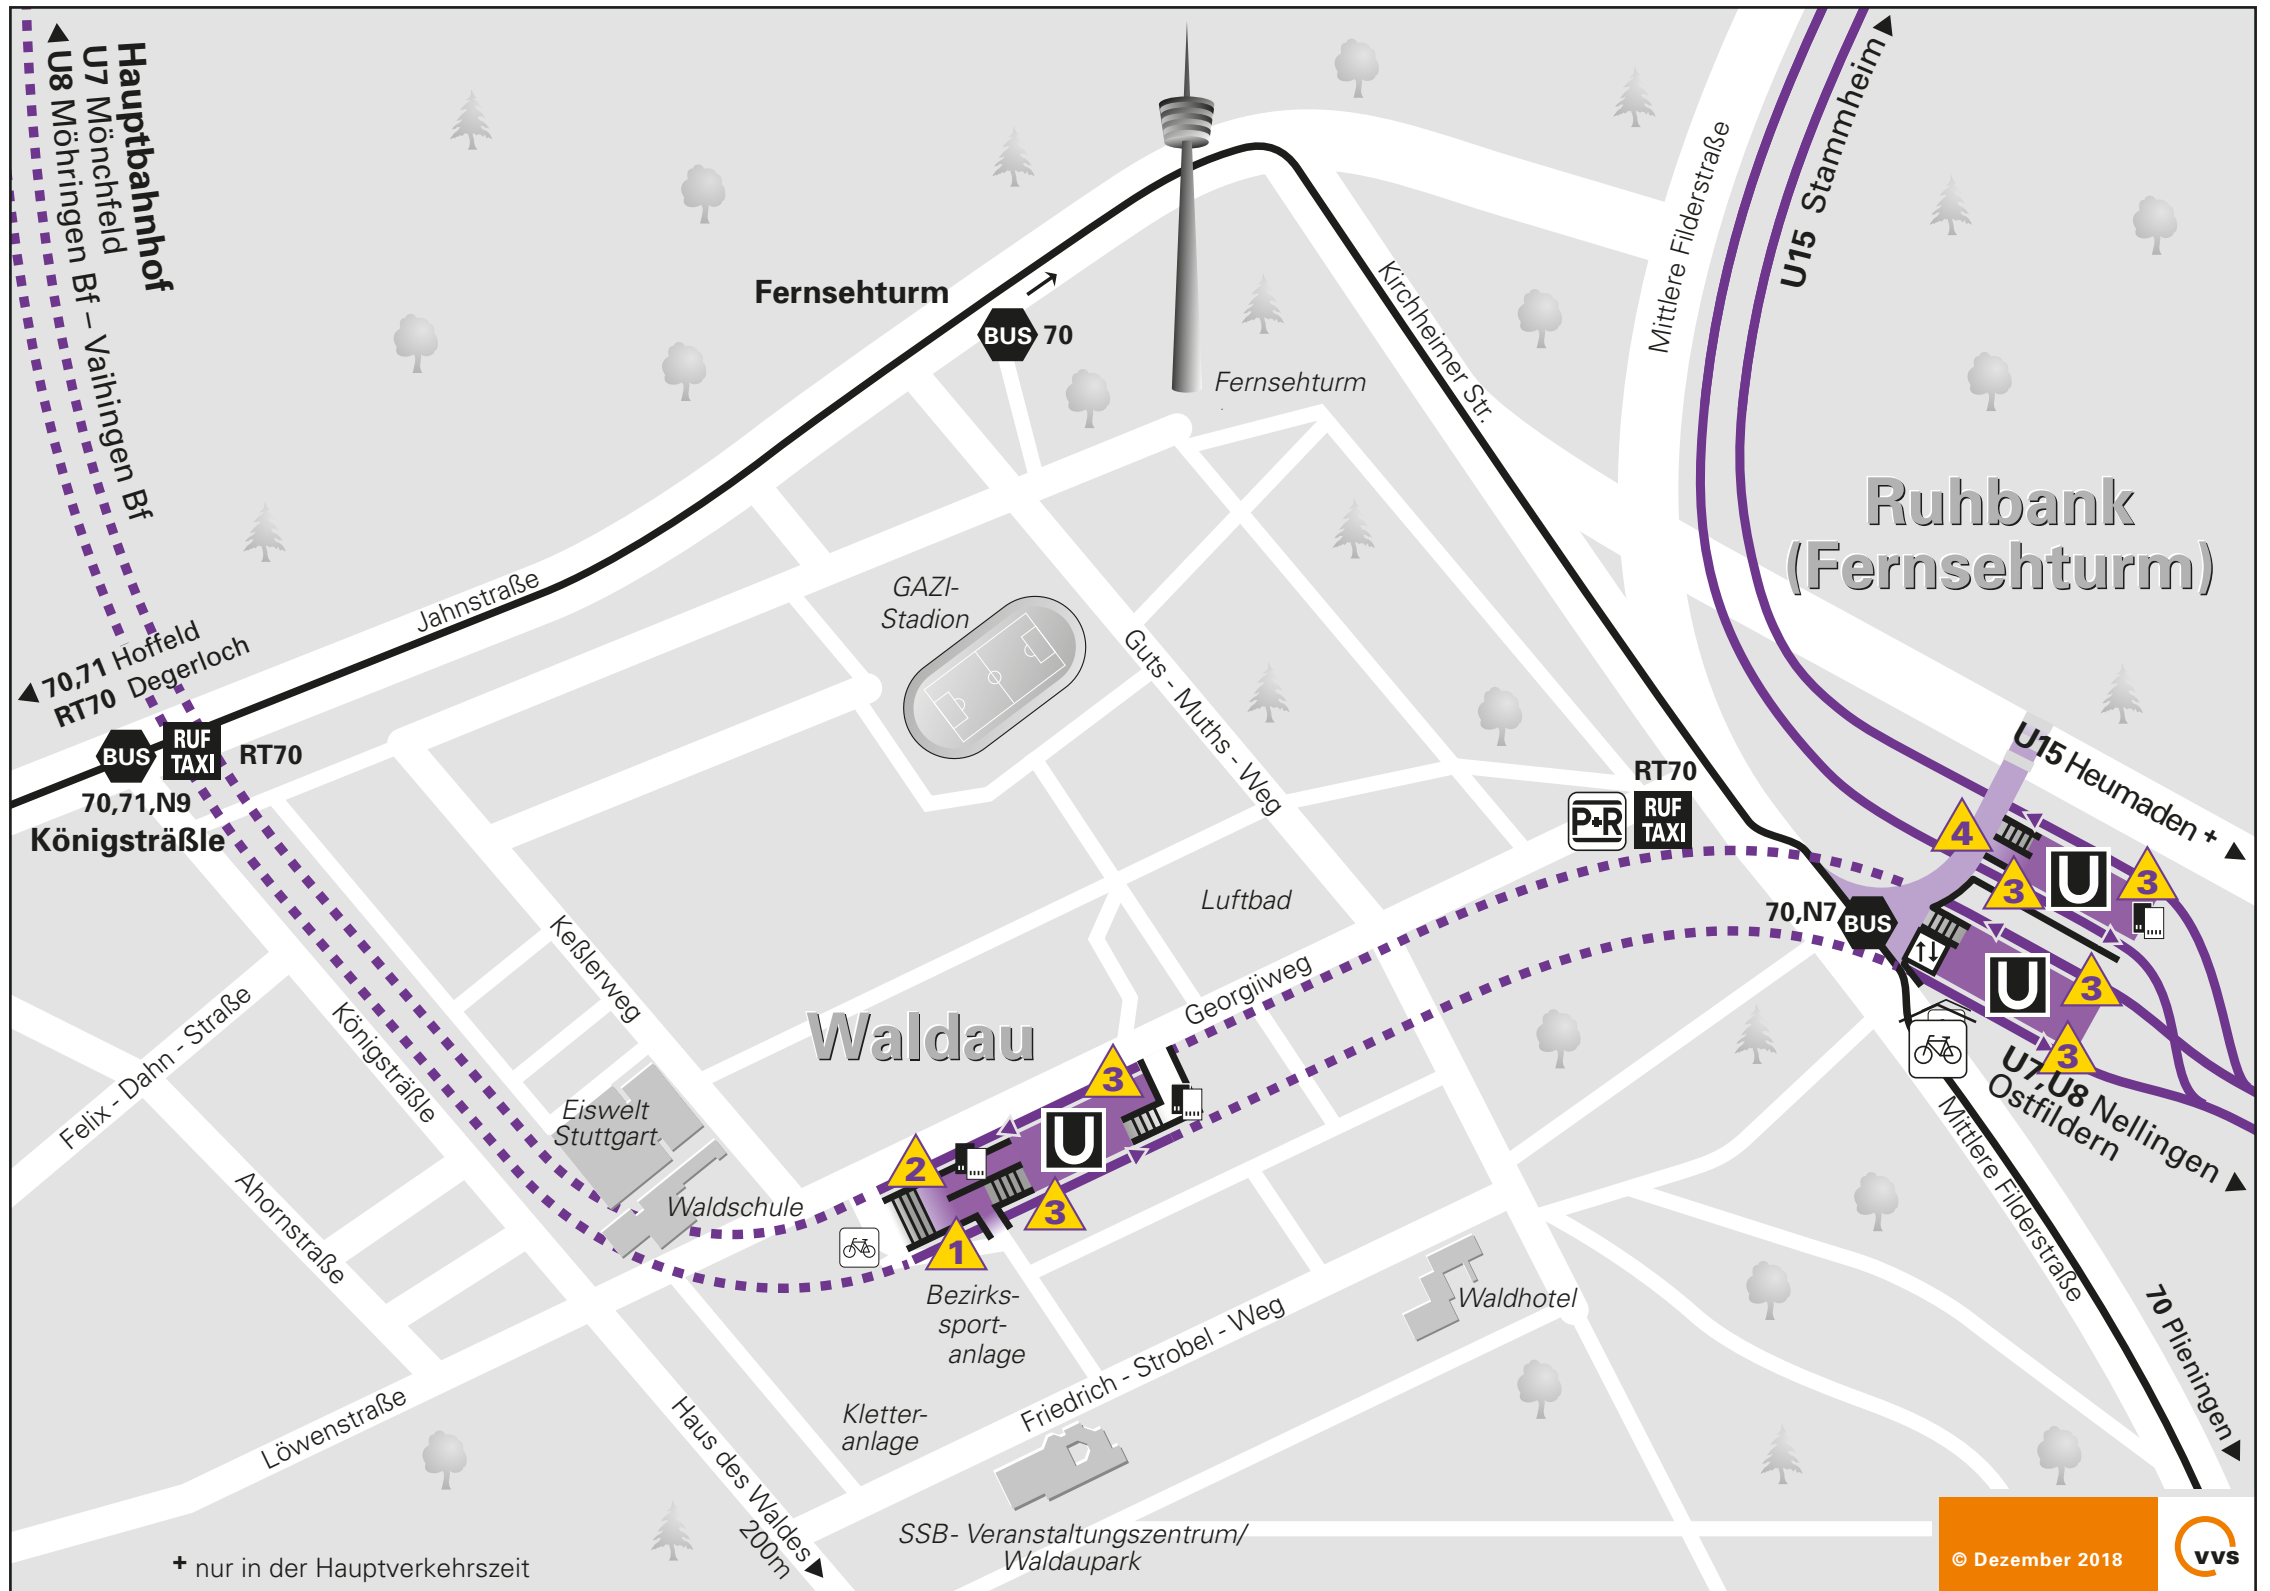 Hauptbahnhof
U7 Mönchfeld
U8 Möhringen Bf – Vaihingen Bf
U15 Stammheim
Mittlere Filderstraße
Fernsehturm
BUS 70
Fernsehturm
Kirchheimer Str.
Ruhbank
(Fernsehturm)
Jahnstraße
GAZI-
Stadion
Guts - Muths - Weg
70,71 Hoffeld
RT70 Degerloch
BUS
RUF
TAXI
RT70
70,71,N9
Königsträßle
RT70
P+R
RUF
TAXI
U15 Heumaden +
4
3
U
3
70,N7
BUS
U
3
3
U7,U8 Nellingen
Ostfildern
Luftbad
Keßlerweg
Georgiiweg
Waldau
Felix - Dahn - Straße
Königsträßle
Eiswelt
Stuttgart
3
U
2
3
1
Waldschule
Ahornstraße
Mittlere Filderstraße
Bezirks-
sport-
anlage
Waldhotel
70 Plieningen
Friedrich - Strobel - Weg
Löwenstraße
Kletter-
anlage
Haus des Waldes
200m
SSB- Veranstaltungszentrum/
Waldaupark
+ nur in der Hauptverkehrszeit
© Dezember 2018
vvs